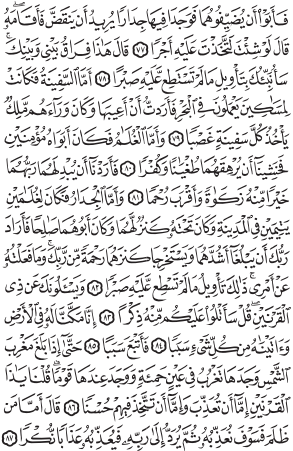 فَأَبَوْا۟ أَن يُضَيِّفُوهُمَا فَوَجَدَا فِيهَا جِدَارًا يُرِيدُ أَن يَنقَضَّ فَأَقَامَهُۥ
قَالَ لَوْ شِئْتَ لَتَّخَذْتَ عَلَيْهِ أَجْرًا ٧٧ قَالَ هَٰذَا فِرَاقُ بَيْنِى وَبَيْنِكَ
سَأُنَبِّئُكَ بِتَأْوِيلِ مَا لَمْ تَسْتَطِع عَّلَيْهِ صَبْرًا ٧٨ أَمَّا ٱلسَّفِينَةُ فَكَانَتْ
لِمَسَٰكِينَ يَعْمَلُونَ فِى ٱلْبَحْرِ فَأَرَدتُّ أَنْ أَعِيبَهَا وَكَانَ وَرَآءَهُم مَّلِكٌ
يَأْخُذُ كُلَّ سَفِينَةٍ غَصْبًا ٧٩ وَأَمَّا ٱلْغُلَٰمُ فَكَانَ أَبَوَاهُ مُؤْمِنَيْنِ
فَخَشِينَآ أَن يُرْهِقَهُمَا طُغْيَٰنًا وَكُفْرًا ٨٠ فَأَرَدْنَآ أَن يُبْدِلَهُمَا رَبُّهُمَا
خَيْرًا مِّنْهُ زَكَوٰةً وَأَقْرَبَ رُحْمًا ٨١ وَأَمَّا ٱلْجِدَارُ فَكَانَ لِغُلَٰمَيْنِ
يَتِيمَيْنِ فِى ٱلْمَدِينَةِ وَكَانَ تَحْتَهُۥ كَنزٌ لَّهُمَا وَكَانَ أَبُوهُمَا صَٰلِحًا فَأَرَادَ
رَبُّكَ أَن يَبْلُغَآ أَشُدَّهُمَا وَيَسْتَخْرِجَا كَنزَهُمَا رَحْمَةً مِّن رَّبِّكَ وَمَا فَعَلْتُهُۥ
عَنْ أَمْرِى ذَٰلِكَ تَأْوِيلُ مَا لَمْ تَسْطِع عَّلَيْهِ صَبْرًا ٨٢ وَيَسْـَٔلُونَكَ عَن ذِى
ٱلْقَرْنَيْنِ قُلْ سَأَتْلُوا۟ عَلَيْكُم مِّنْهُ ذِكْرًا ٨٣ إِنَّا مَكَّنَّا لَهُۥ فِى ٱلْأَرْضِ
وَءَاتَيْنَٰهُ مِن كُلِّ شَىْءٍ سَبَبًا ٨٤ فَٱتَّبَعَ سَبَبًا ٨٥ حَتَّىٰٓ إِذَا بَلَغَ مَغْرِبَ
ٱلشَّمْسِ وَجَدَهَا تَغْرُبُ فِى عَيْنٍ حَمِئَةٍ وَوَجَدَ عِندَهَا قَوْمًا قُلْنَا يَٰذَا
ٱلْقَرْنَيْنِ إِمَّآ أَن تُعَذِّبَ وَإِمَّآ أَن تَتَّخِذَ فِيهِمْ حُسْنًا ٨٦ قَالَ أَمَّا مَن
ظَلَمَ فَسَوْفَ نُعَذِّبُهُۥ ثُمَّ يُرَدُّ إِلَىٰ رَبِّهِۦ فَيُعَذِّبُهُۥ عَذَابًا نُّكْرًا ٨٧